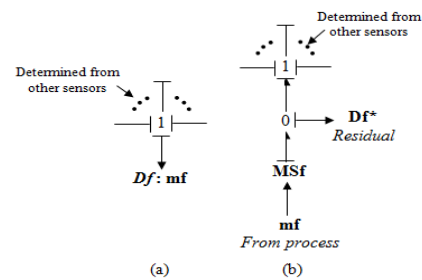 Determined from
other sensors
1
Df: mf
(a)
Determined from
other sensors
1
0
Df*
Residual
MSf
mf
From process
(b)